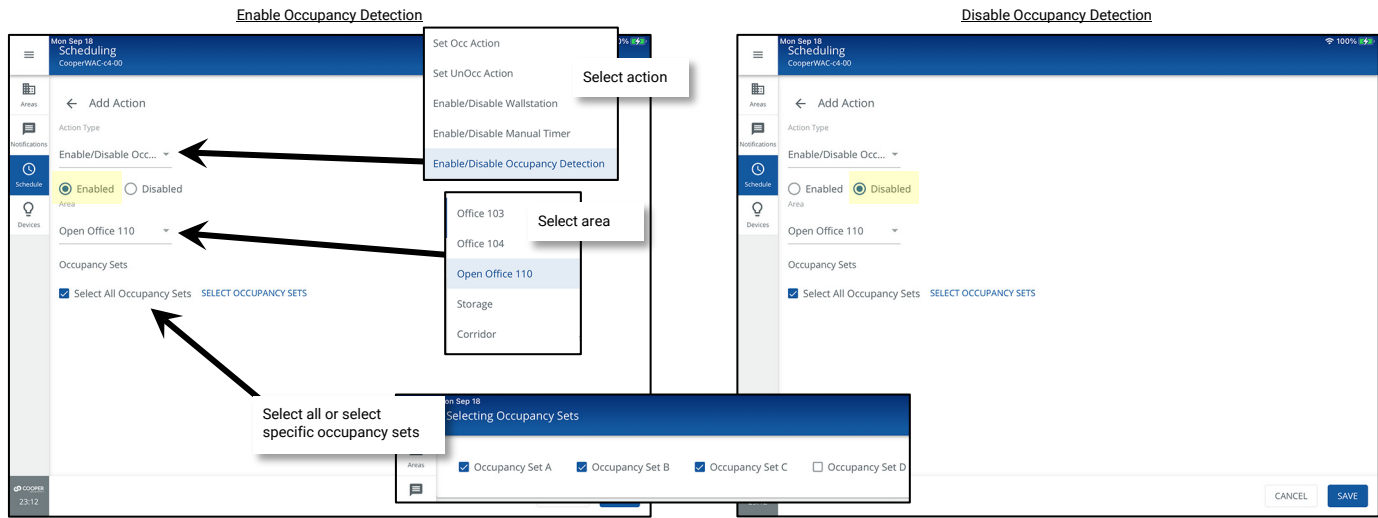 Enable Occupancy Detection
Disable Occupancy Detection
Mon Sep 18
Scheduling
CooperWAC-c4-00
0%
Areas
Notifications
Schedule
Devices
Add Action
Action Type
Enable/Disable Occ...
Enabled
Disabled
Area
Open Office 110
Occupancy Sets
Select All Occupancy Sets
SELECT OCCUPANCY SETS
COOPER
23:12
Set Occ Action
Set UnOcc Action
Enable/Disable Wallstation
Enable/Disable Manual Timer
Enable/Disable Occupancy Detection
Select action
Office 103
Office 104
Open Office 110
Storage
Corridor
Select area
Select all or select
specific occupancy sets
on Sep 18
Selecting Occupancy Sets
Areas
Occupancy Set A
Occupancy Set B
Occupancy Set C
Occupancy Set D
Mon Sep 18
Scheduling
CooperWAC-c4-00
100%
Areas
Notifications
Schedule
Devices
Add Action
Action Type
Enable/Disable Occ...
Enabled
Disabled
Area
Open Office 110
Occupancy Sets
Select All Occupancy Sets
SELECT OCCUPANCY SETS
CANCEL
SAVE